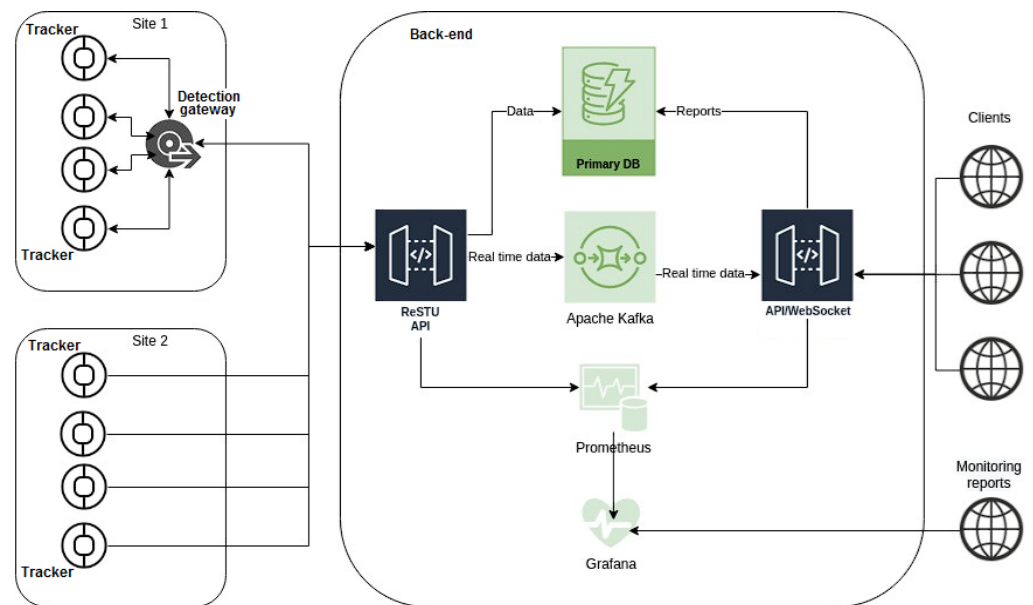 Site 1
Tracker
Detection
gateway
Tracker
Site 2
Tracker
Tracker
Back-end
Data
Reports
Primary DB
ReSTU
API
Real time data
Apache Kafka
Real time data
API/WebSocket
Prometheus
Grafana
Clients
Monitoring
reports